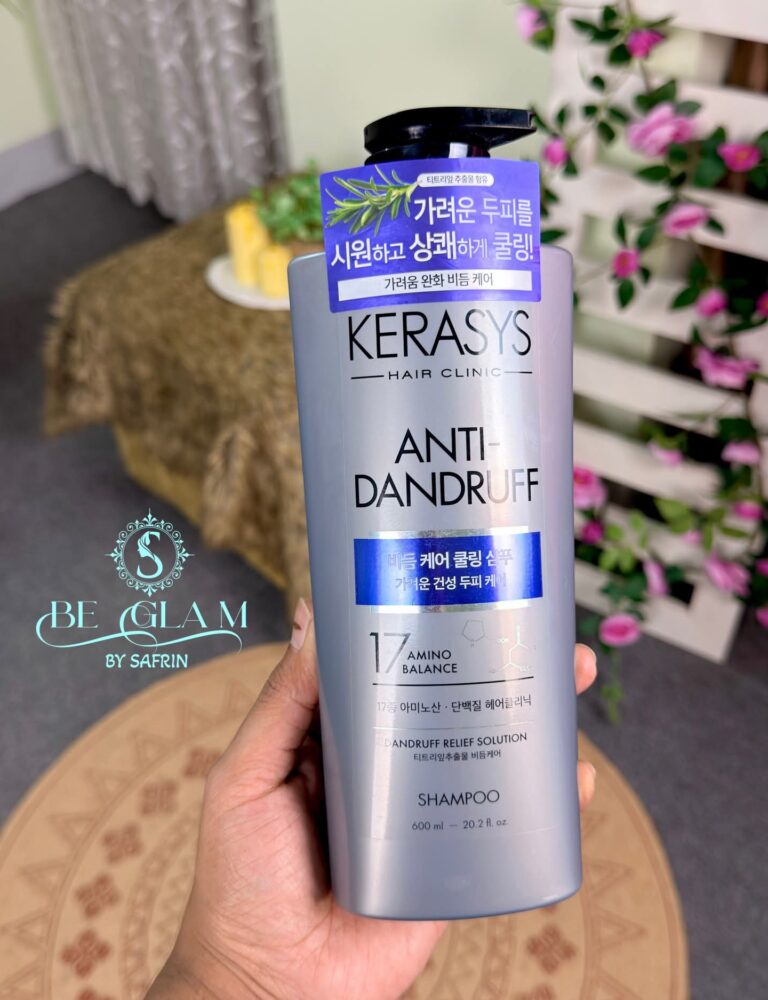 티트리잎 추출물 함유
가려운 두피를
시원하고 상쾌하게 쿨링!
가려움 완화 비듬 케어
KERASYS
HAIR CLINIC
ANTI-
DANDRUFF
비듬 케어 쿨링 샴푸
가려운 건성 두피 케어
17 AMINO
BALANCE
17종 아미노산 · 단백질 헤어클리닉
DANDRUFF RELIEF SOLUTION
티트리잎추출물 비듬케어
SHAMPOO
600 ml — 20.2 fl. oz.
S
BE GLAM
BY SAFRIN